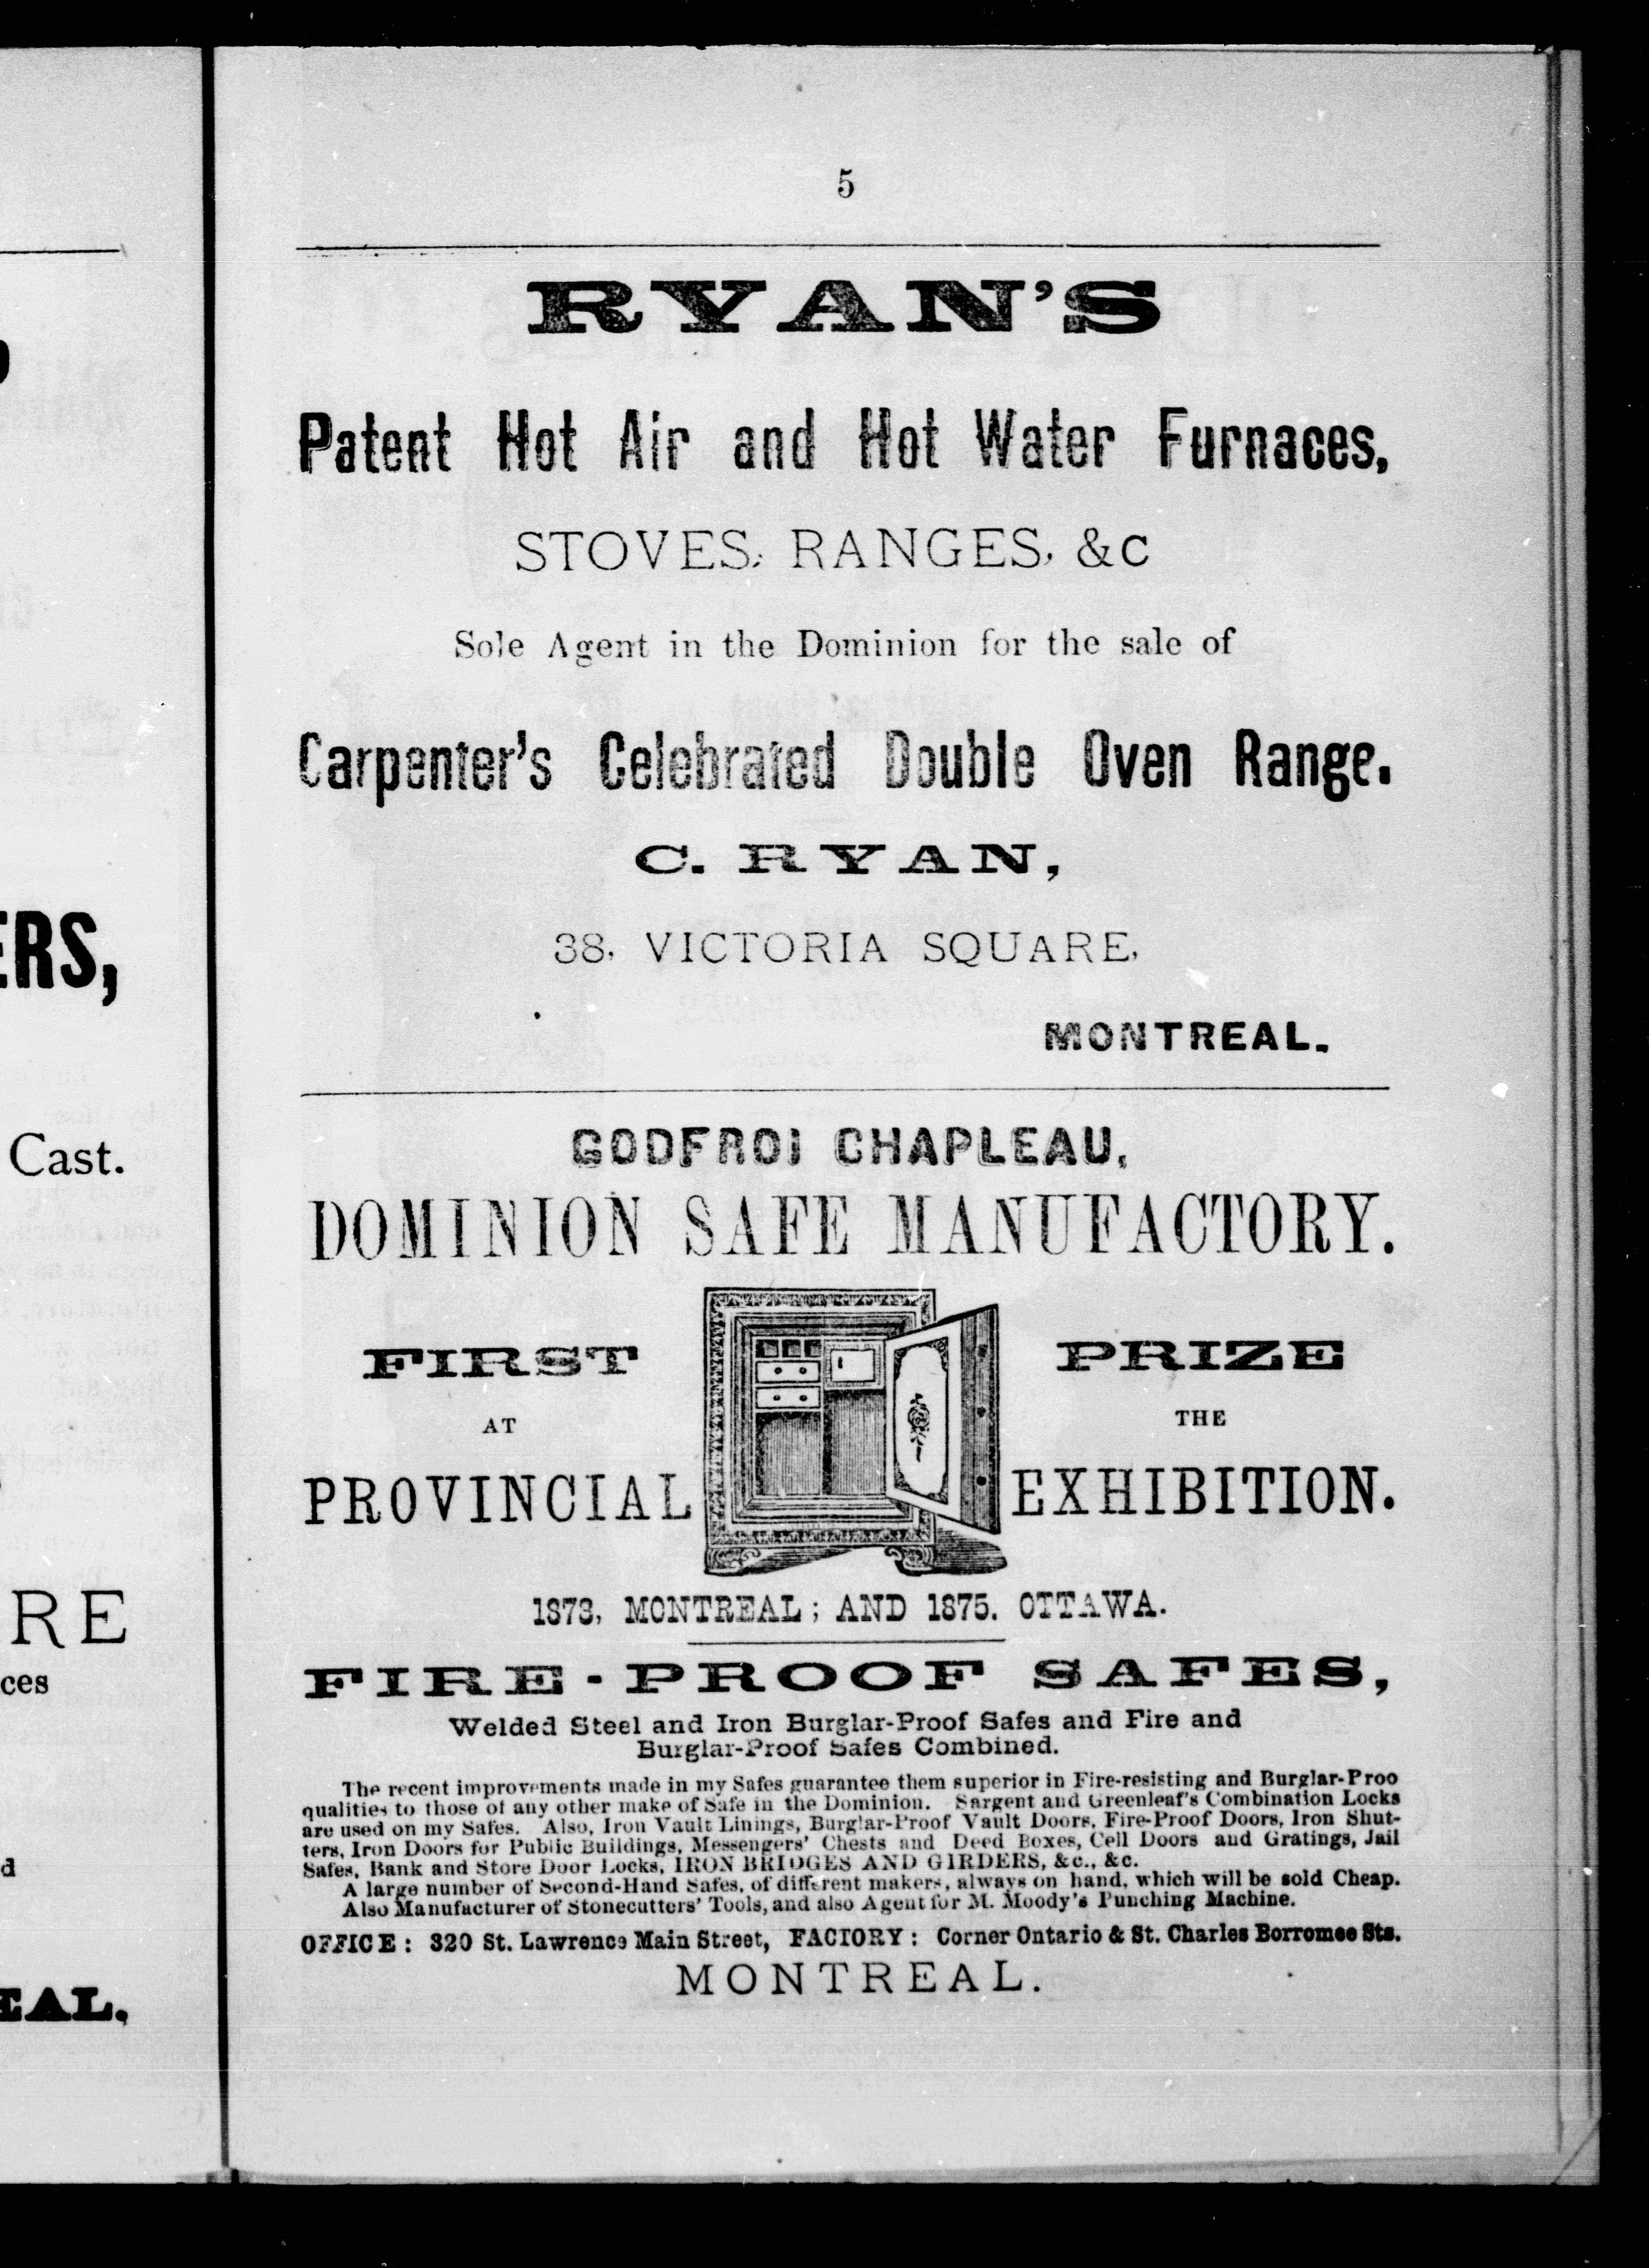 5
RYAN'S
Patent Hot Air and Hot Water Furnaces,
STOVES, RANGES, &C
Sole Agent in the Dominion for the sale of
Carpenter's Celebrated Double Oven Range.
C. RYAN,
38, VICTORIA SQUARE,
MONTREAL.
GODFROI CHAPLEAU,
DOMINION SAFE MANUFACTORY.
FIRST PRIZE
AT THE
PROVINCIAL EXHIBITION.
1873, MONTREAL; AND 1875, OTTAWA.
FIRE-PROOF SAFES,
Welded Steel and Iron Burglar-Proof Safes and Fire and
Burglar-Proof Safes Combined.
The recent improvements made in my Safes guarantee them superior in Fire-resisting and Burglar-Proo
qualities to those of any other make of Safe in the Dominion. Sargent and Greenleaf's Combination Locks
are used on my Safes. Also, Iron Vault Linings, Burglar-Proof Vault Doors, Fire-Proof Doors, Iron Shut-
ters, Iron Doors for Public Buildings, Messengers' Chests and Deed Boxes, Cell Doors and Gratings, Jail
Safes, Bank and Store Door Locks, IRON BRIDGES AND GIRDERS, &c., &c.
A large number of Second-Hand Safes, of different makers, always on hand, which will be sold Cheap.
Also Manufacturer of Stonecutters' Tools, and also Agent for M. Moody's Punching Machine.
OFFICE: 320 St. Lawrence Main Street, FACTORY: Corner Ontario & St. Charles Borromee Sts.
MONTREAL.
ERS,
Cast.
RE
ces
d
EAL.